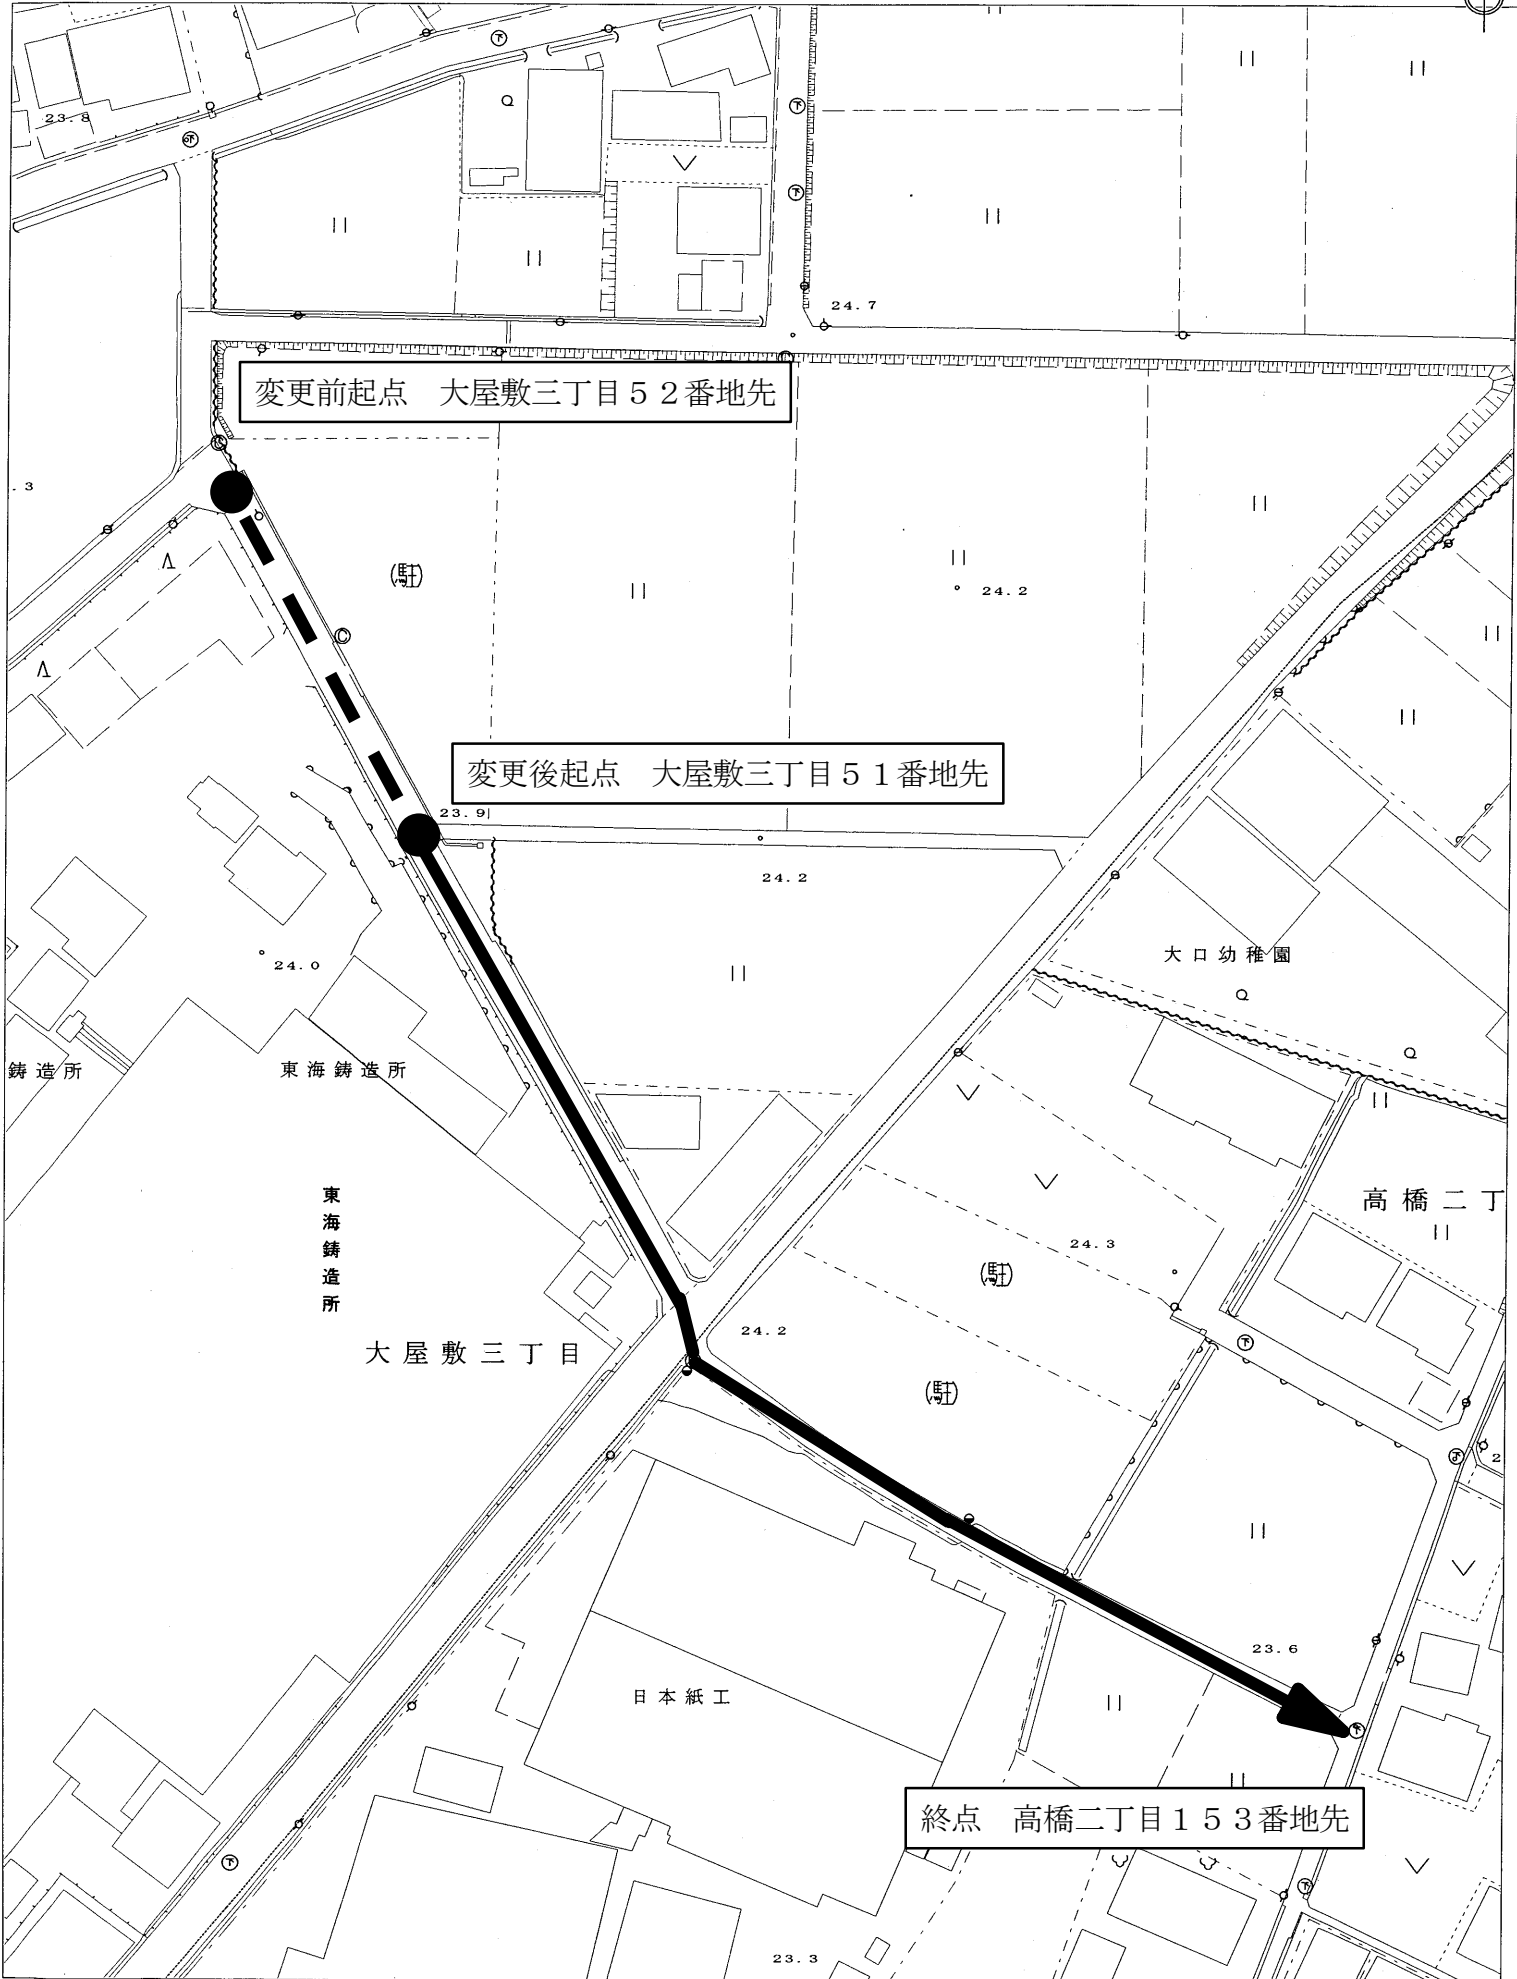 23.8
24.7
変更前起点　大屋敷三丁目５２番地先
.3
(駐)
24.2
変更後起点　大屋敷三丁目５１番地先
23.9
24.2
大口幼稚園
24.0
鋳造所
東海鋳造所
東海鋳造所
高橋二丁
24.3
(駐)
24.2
大屋敷三丁目
(駐)
2
23.6
日本紙工
終点　高橋二丁目１５３番地先
23.3